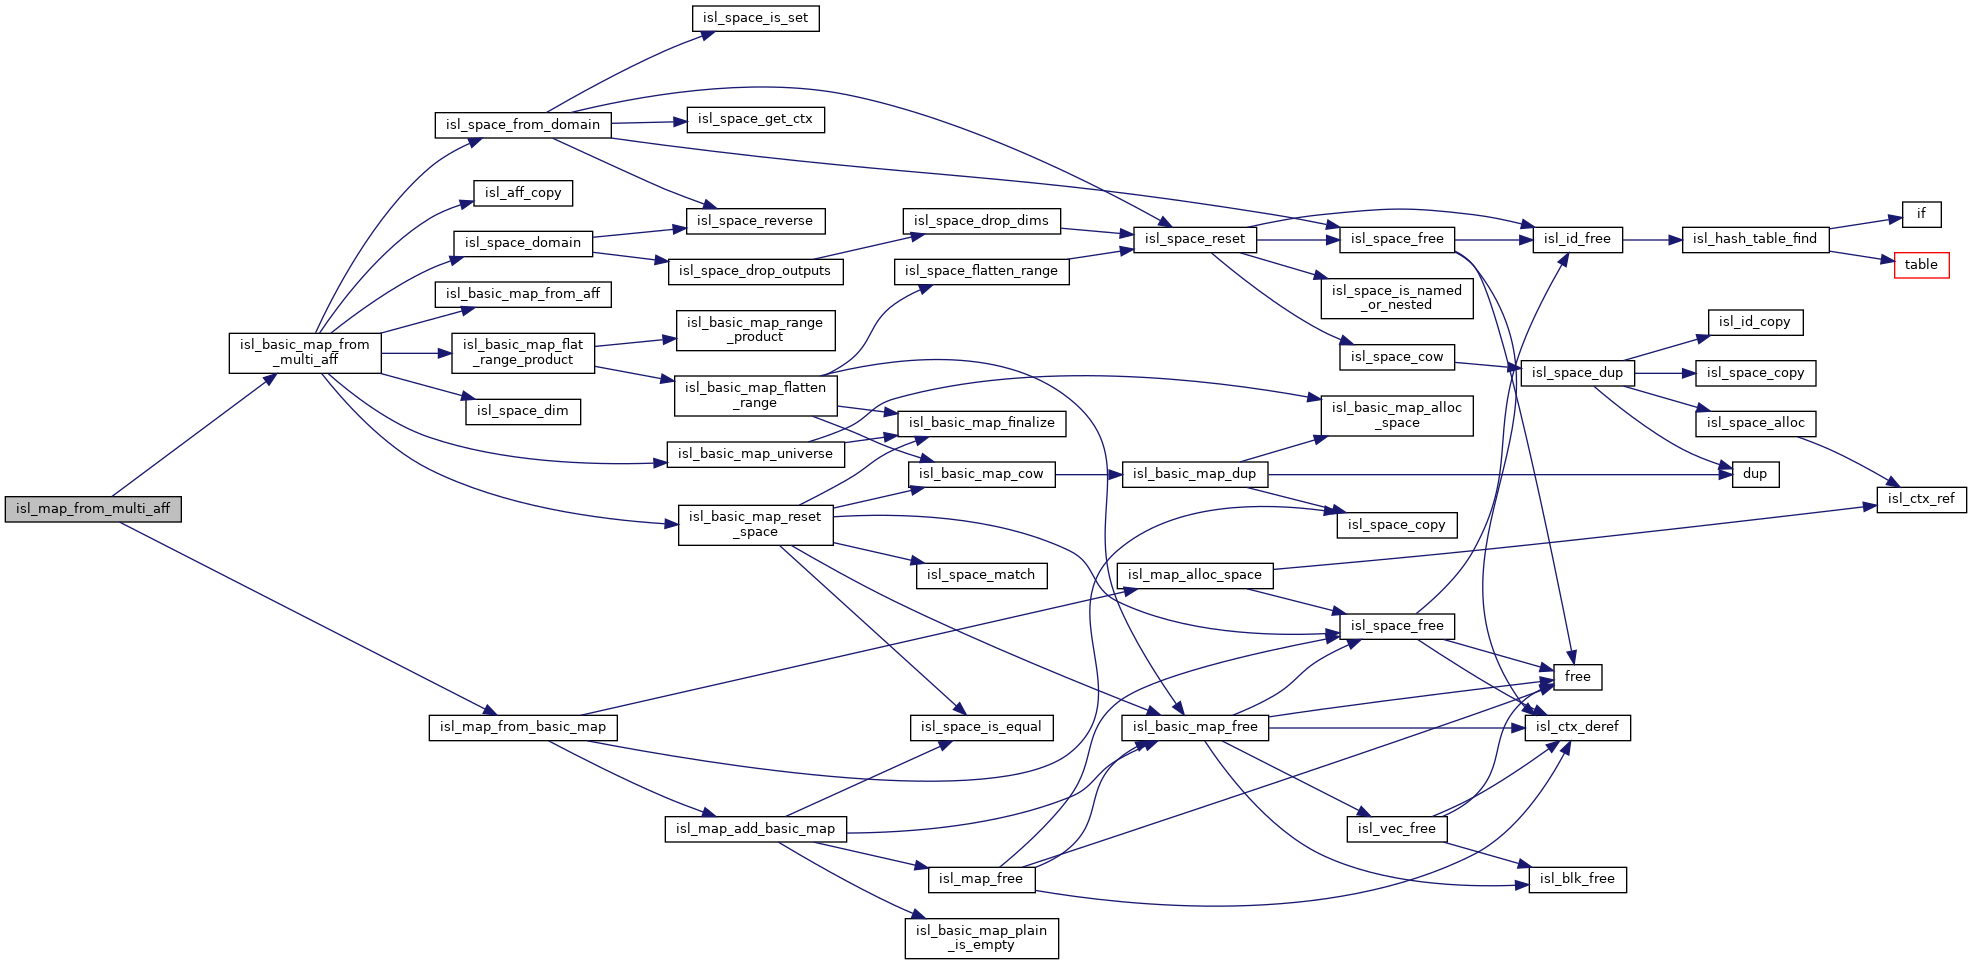 isl_map_from_multi_aff
isl_basic_map_from
_multi_aff
isl_map_from_basic_map
isl_space_from_domain
isl_aff_copy
isl_space_domain
isl_basic_map_from_aff
isl_basic_map_flat
_range_product
isl_space_dim
isl_space_is_set
isl_space_get_ctx
isl_space_reverse
isl_space_drop_outputs
isl_basic_map_range
_product
isl_basic_map_flatten
_range
isl_basic_map_universe
isl_basic_map_reset
_space
isl_map_add_basic_map
isl_space_drop_dims
isl_space_flatten_range
isl_basic_map_finalize
isl_basic_map_cow
isl_space_match
isl_space_is_equal
isl_map_free
isl_basic_map_plain
_is_empty
isl_space_reset
isl_basic_map_dup
isl_map_alloc_space
isl_basic_map_free
isl_space_free
isl_space_is_named
_or_nested
isl_space_cow
isl_basic_map_alloc
_space
isl_space_copy
isl_space_free
isl_vec_free
isl_id_free
isl_space_dup
free
isl_ctx_deref
isl_blk_free
isl_hash_table_find
isl_id_copy
isl_space_copy
isl_space_alloc
dup
if
table
isl_ctx_ref